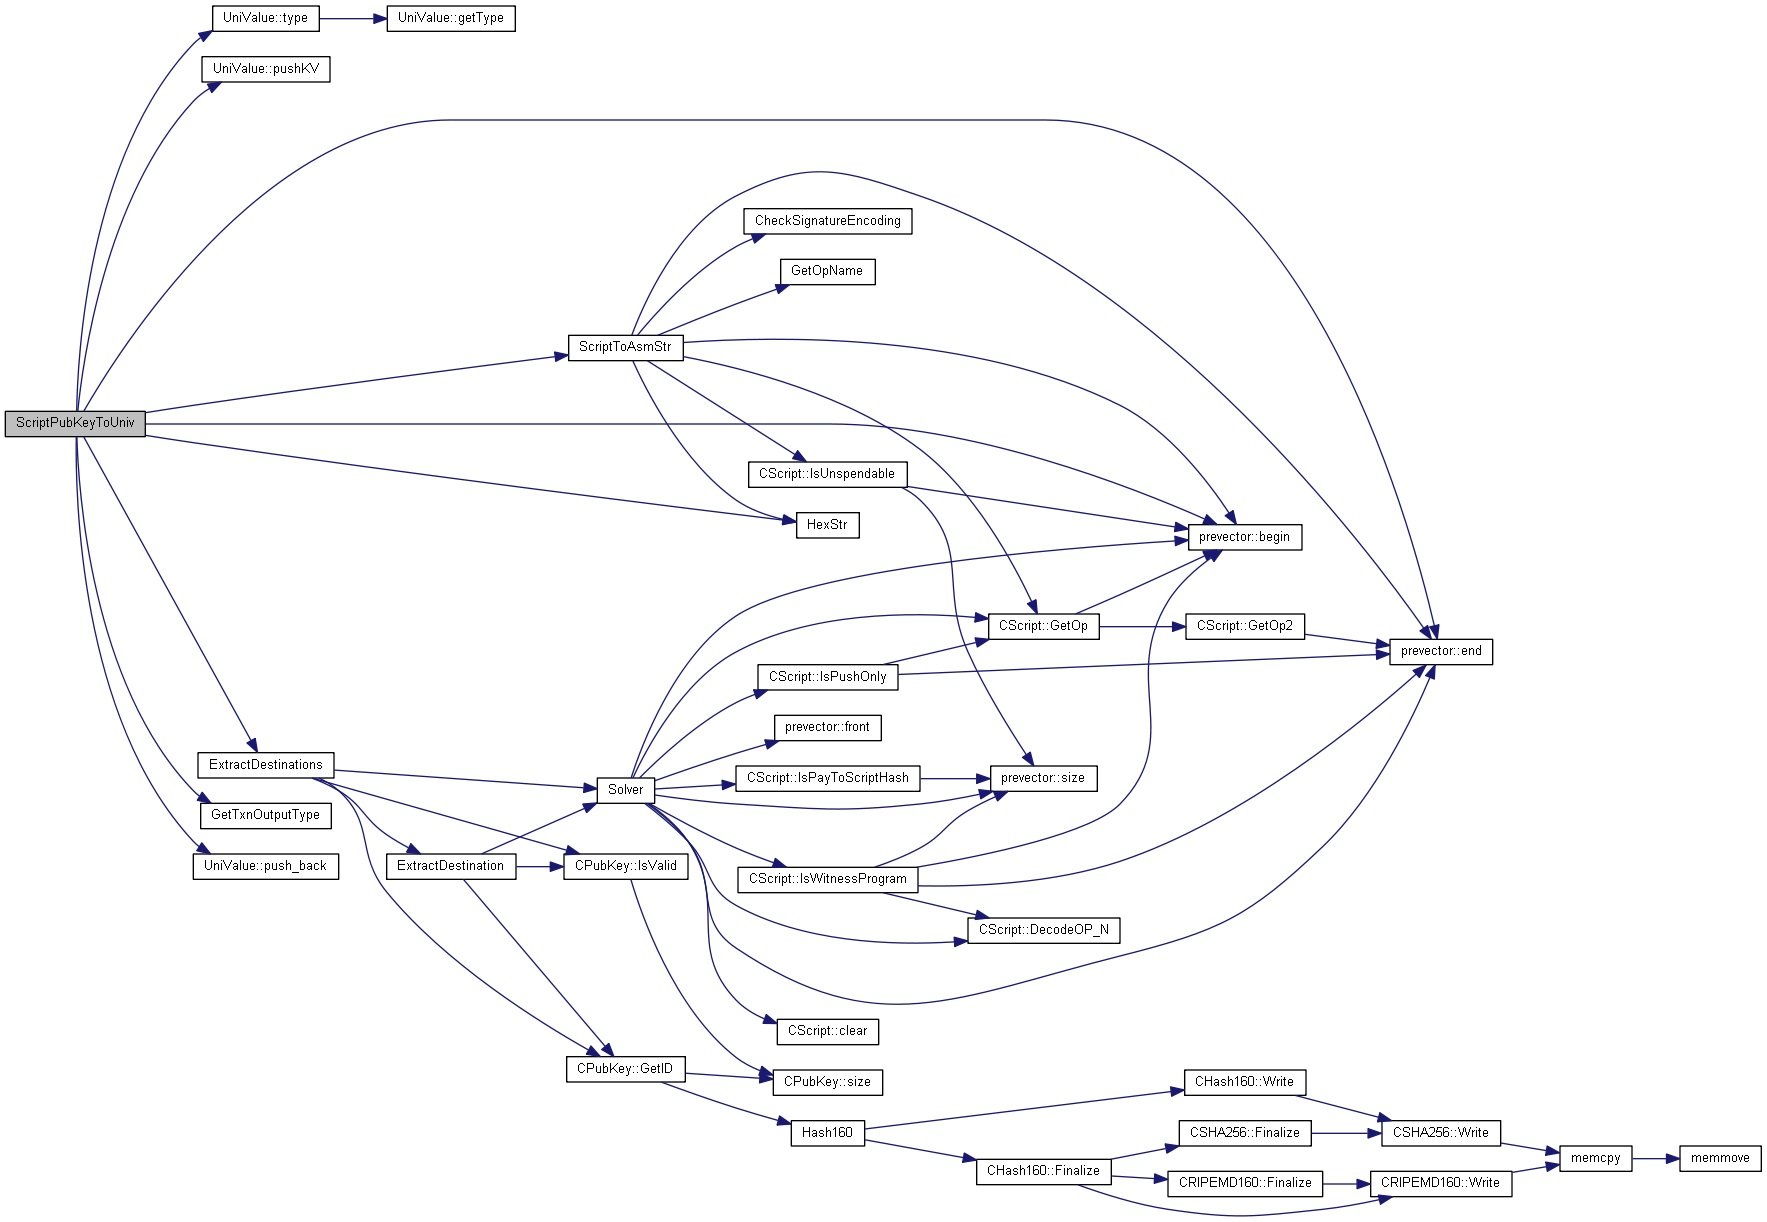 UniValue::type
UniValue::getType
UniValue::pushKV
CheckSignatureEncoding
GetOpName
ScriptToAsmStr
ScriptPubKeyToUniv
CScript::IsUnspendable
HexStr
prevector::begin
CScript::GetOp
CScript::GetOp2
prevector::end
CScript::IsPushOnly
prevector::front
ExtractDestinations
CScript::IsPayToScriptHash
prevector::size
Solver
GetTxnOutputType
UniValue::push_back
ExtractDestination
CPubKey::IsValid
CScript::IsWitnessProgram
CScript::DecodeOP_N
CScript::clear
CPubKey::GetID
CPubKey::size
CHash160::Write
Hash160
CSHA256::Finalize
CSHA256::Write
memcpy
memmove
CHash160::Finalize
CRIPEMD160::Finalize
CRIPEMD160::Write